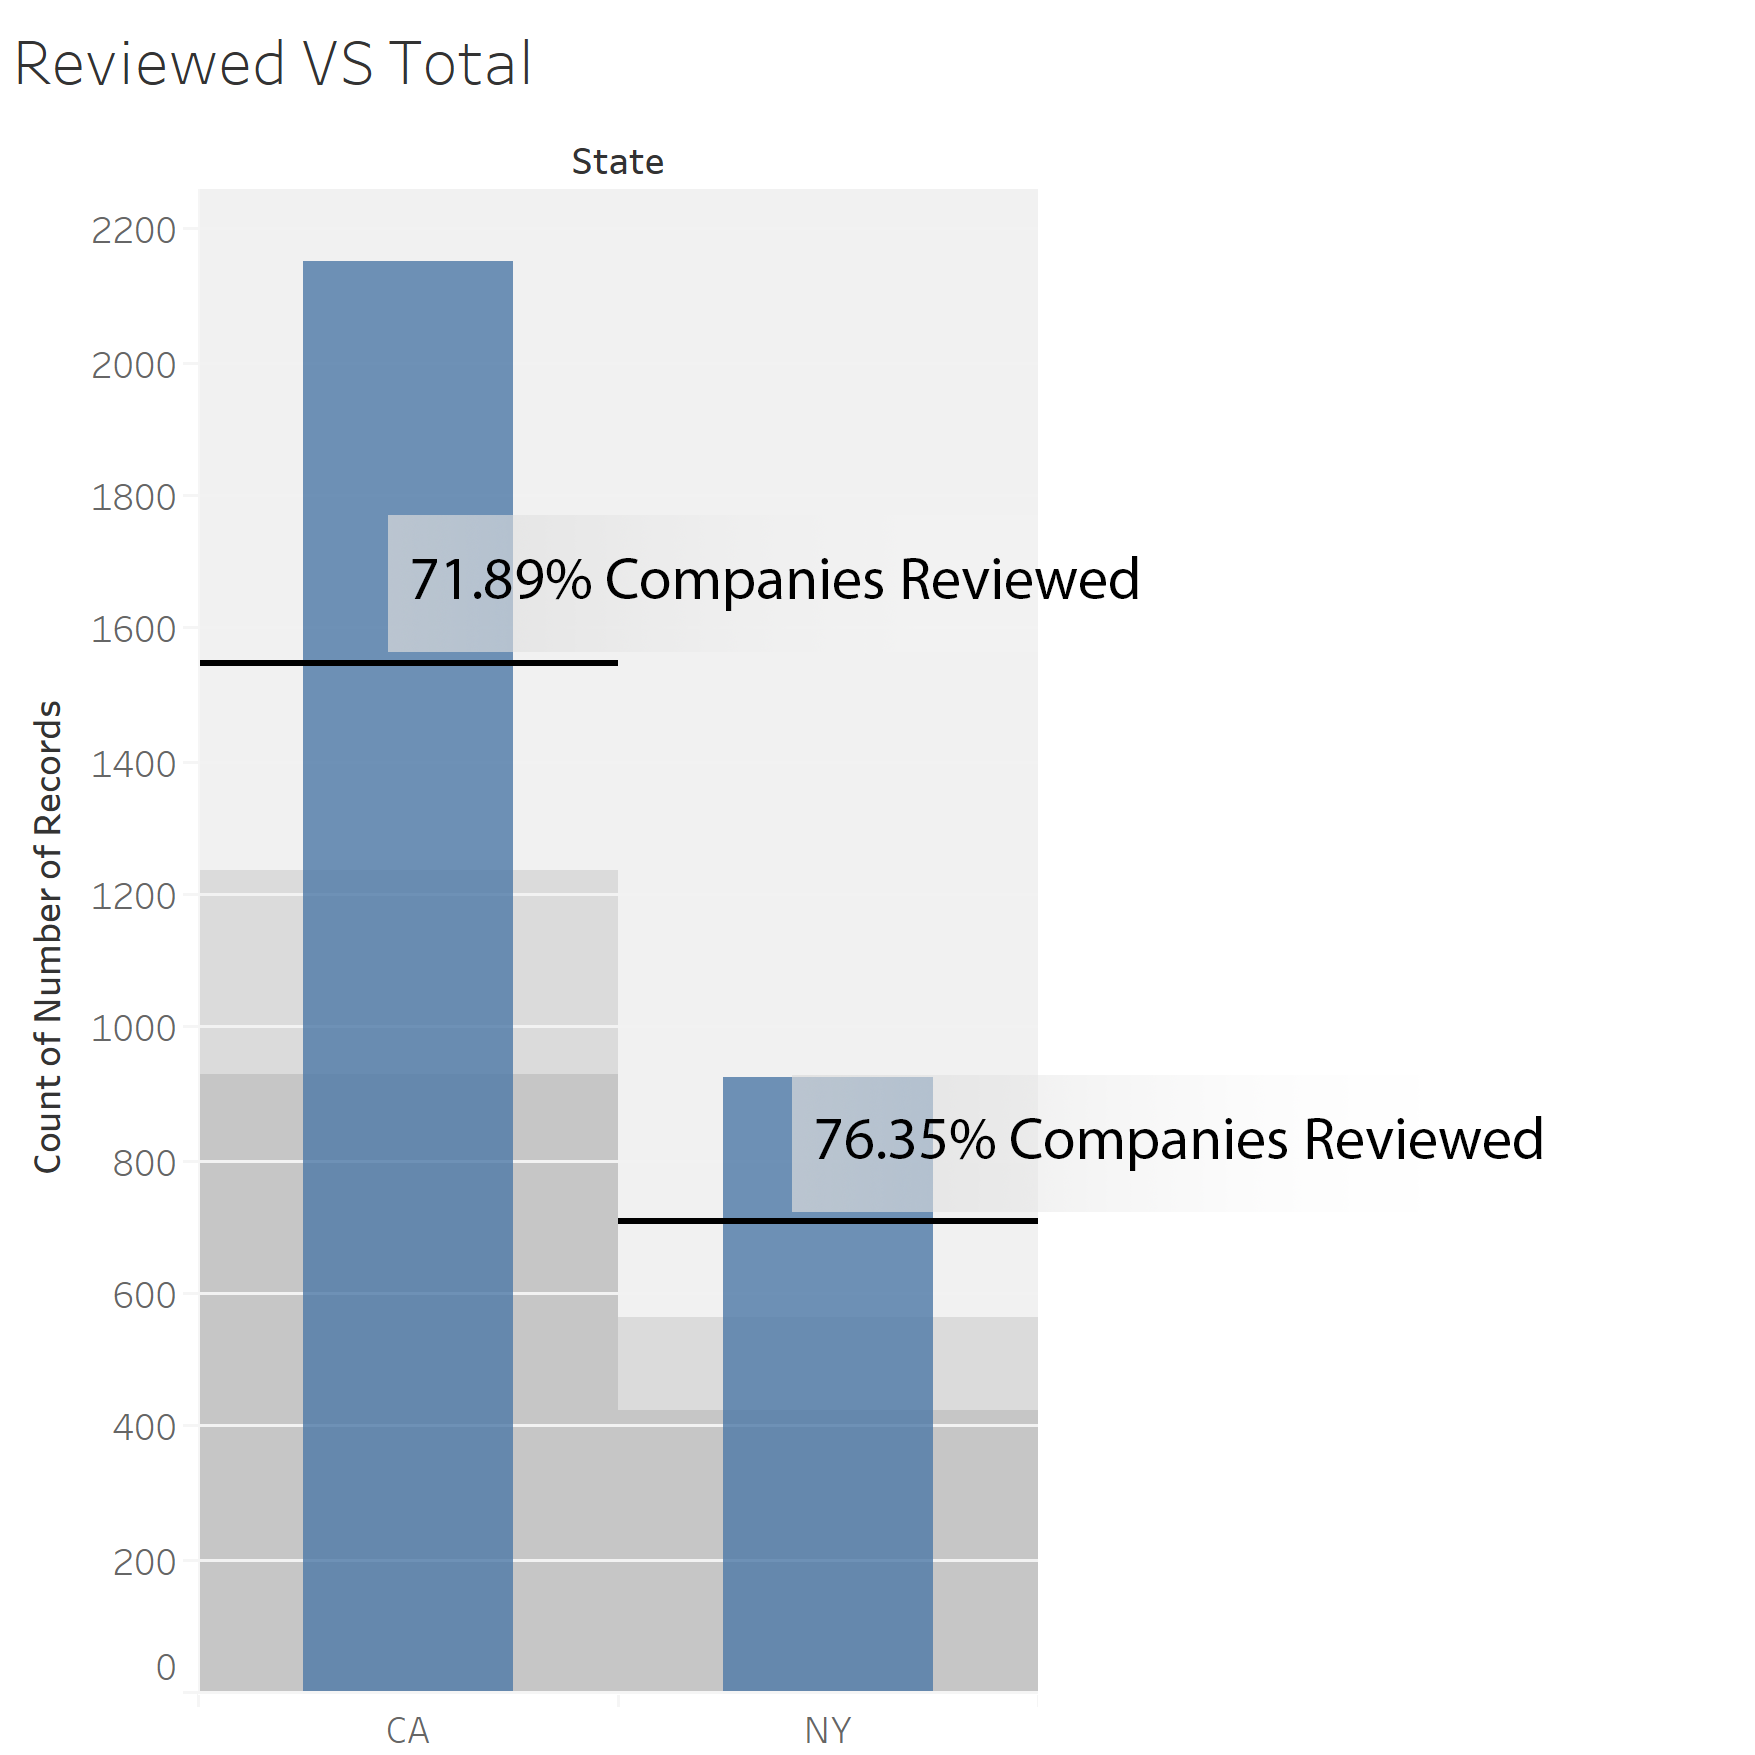 Reviewed VS Total
State
2200
2000
1800
71.89% Companies Reviewed
1600
1400
Count of Number of Records
1200
1000
76.35% Companies Reviewed
800
600
400
200
0
CA NY